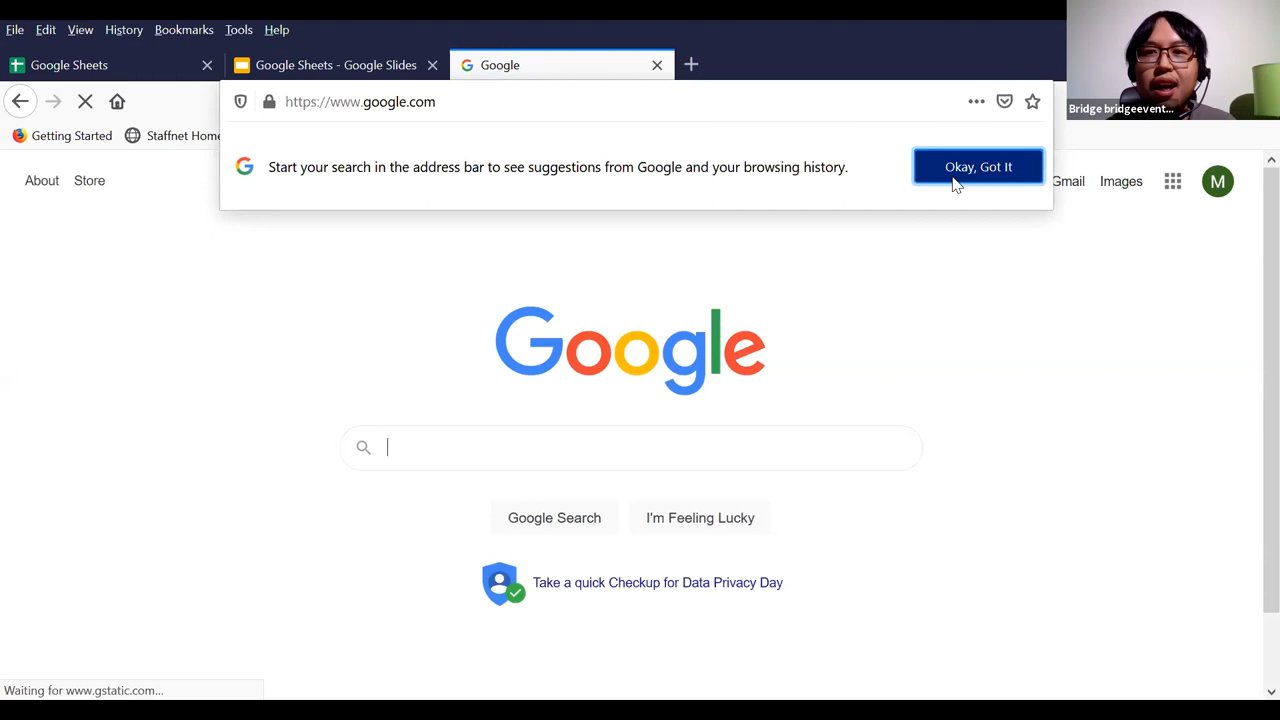 File Edit View History Bookmarks Tools Help
Google Sheets
Google Sheets - Google Slides
Google
Bridge bridgeevent...
https://www.google.com
Getting Started
Staffnet Home
Start your search in the address bar to see suggestions from Google and your browsing history.
Okay, Got It
About Store
Gmail Images
M
Google
Google Search
I'm Feeling Lucky
Take a quick Checkup for Data Privacy Day
Waiting for www.gstatic.com...